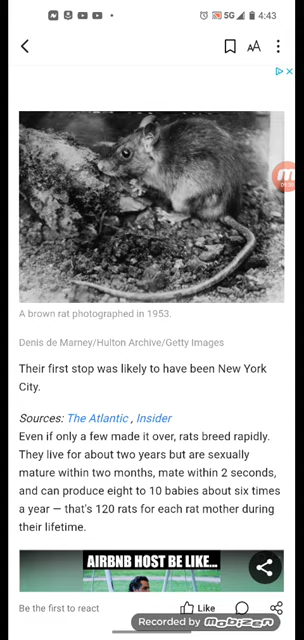 5G 4:43
AA
A brown rat photographed in 1953.
Denis de Marney/Hulton Archive/Getty Images
Their first stop was likely to have been New York
City.
Sources: The Atlantic , Insider
Even if only a few made it over, rats breed rapidly.
They live for about two years but are sexually
mature within two months, mate within 2 seconds,
and can produce eight to 10 babies about six times
a year — that's 120 rats for each rat mother during
their lifetime.
AIRBNB HOST BE LIKE...
Be the first to react
Like
Recorded by mobizen